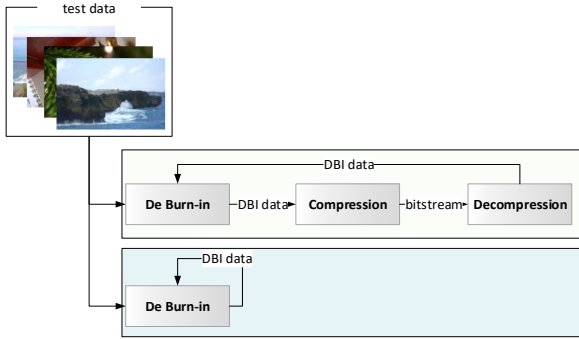 test data
DBI data
De Burn-in
DBI data
Compression
bitstream
Decompression
DBI data
De Burn-in